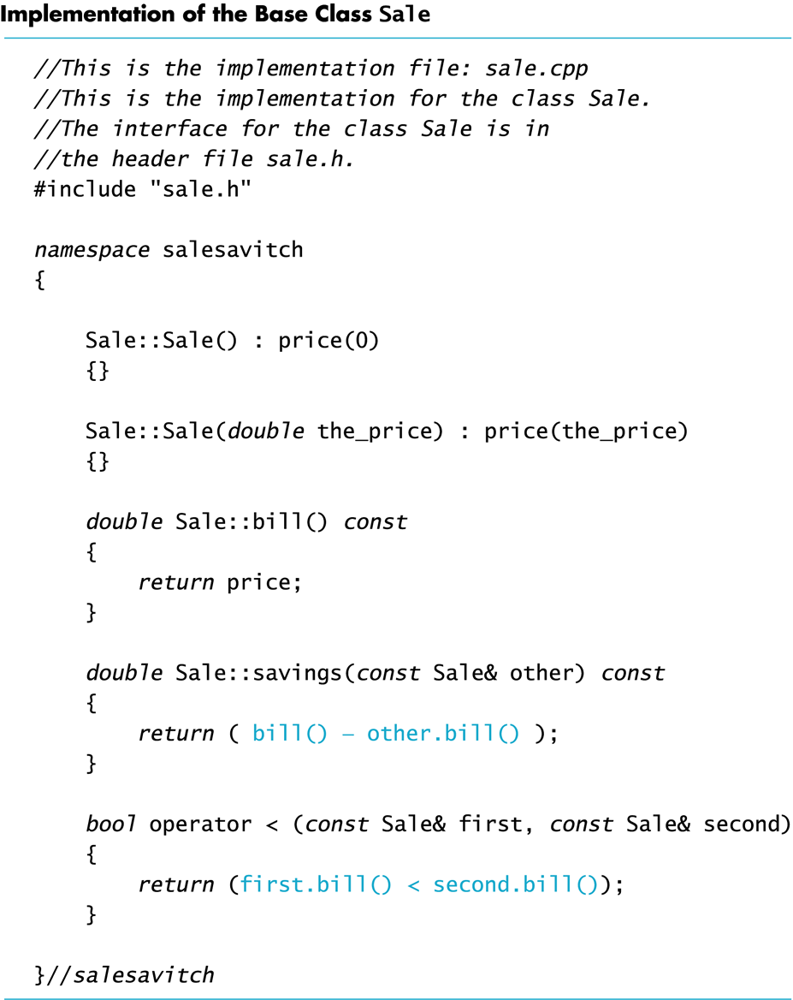 Implementation of the Base Class Sale
//This is the implementation file: sale.cpp
//This is the implementation for the class Sale.
//The interface for the class Sale is in
//the header file sale.h.
#include "sale.h"
namespace salesavitch
{
Sale::Sale() : price(0)
{}
Sale::Sale(double the_price) : price(the_price)
{}
double Sale::bill() const
{
return price;
}
double Sale::savings(const Sale& other) const
{
return ( bill() – other.bill() );
}
bool operator < (const Sale& first, const Sale& second)
{
return (first.bill() < second.bill());
}
}//salesavitch